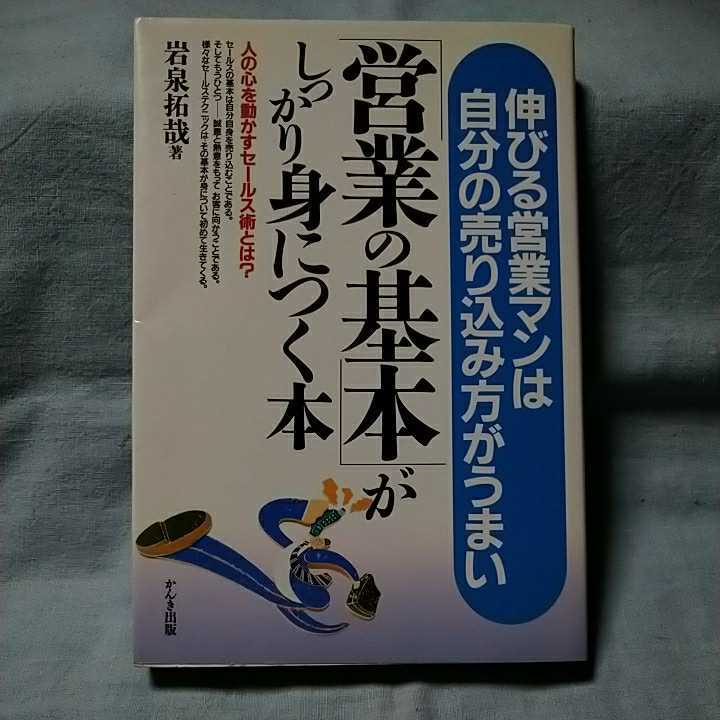 伸びる営業マンは
自分の売り込み方がうまい
「営業の基本」が
しっかり身につく本
人の心を動かすセールス術とは?
セールスの基本は自分自身を売り込むことである。
そしてもうひとつ──誠意と熱意をもって、お客に向かうことである。
様々なセールステクニックは、その基本が身について初めて生きてくる。
岩泉拓哉 著
かんき出版